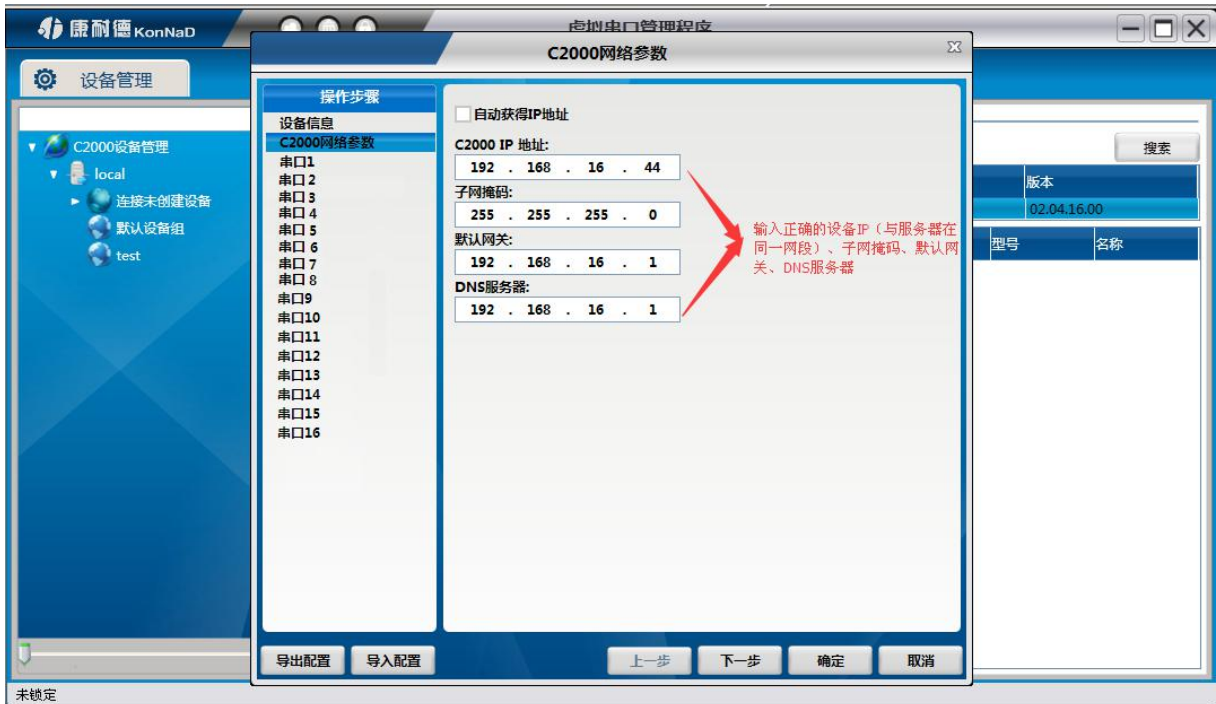 康耐德 KonNaD
虚拟串口管理程序
C2000网络参数
设备管理
操作步骤
设备信息
C2000网络参数
串口1
串口 2
串口 3
串口 4
串口 5
串口 6
串口 7
串口 8
串口9
串口10
串口11
串口12
串口13
串口14
串口15
串口16
自动获得IP地址
C2000 IP 地址:
192 . 168 . 16 . 44
子网掩码:
255 . 255 . 255 . 0
默认网关:
192 . 168 . 16 . 1
DNS服务器:
192 . 168 . 16 . 1
输入正确的设备IP(与服务器在
同一网段)、子网掩码、默认网
关、DNS服务器
C2000设备管理
local
连接未创建设备
默认设备组
test
搜索
版本
02.04.16.00
型号 名称
导出配置 导入配置 上一步 下一步 确定 取消
未锁定